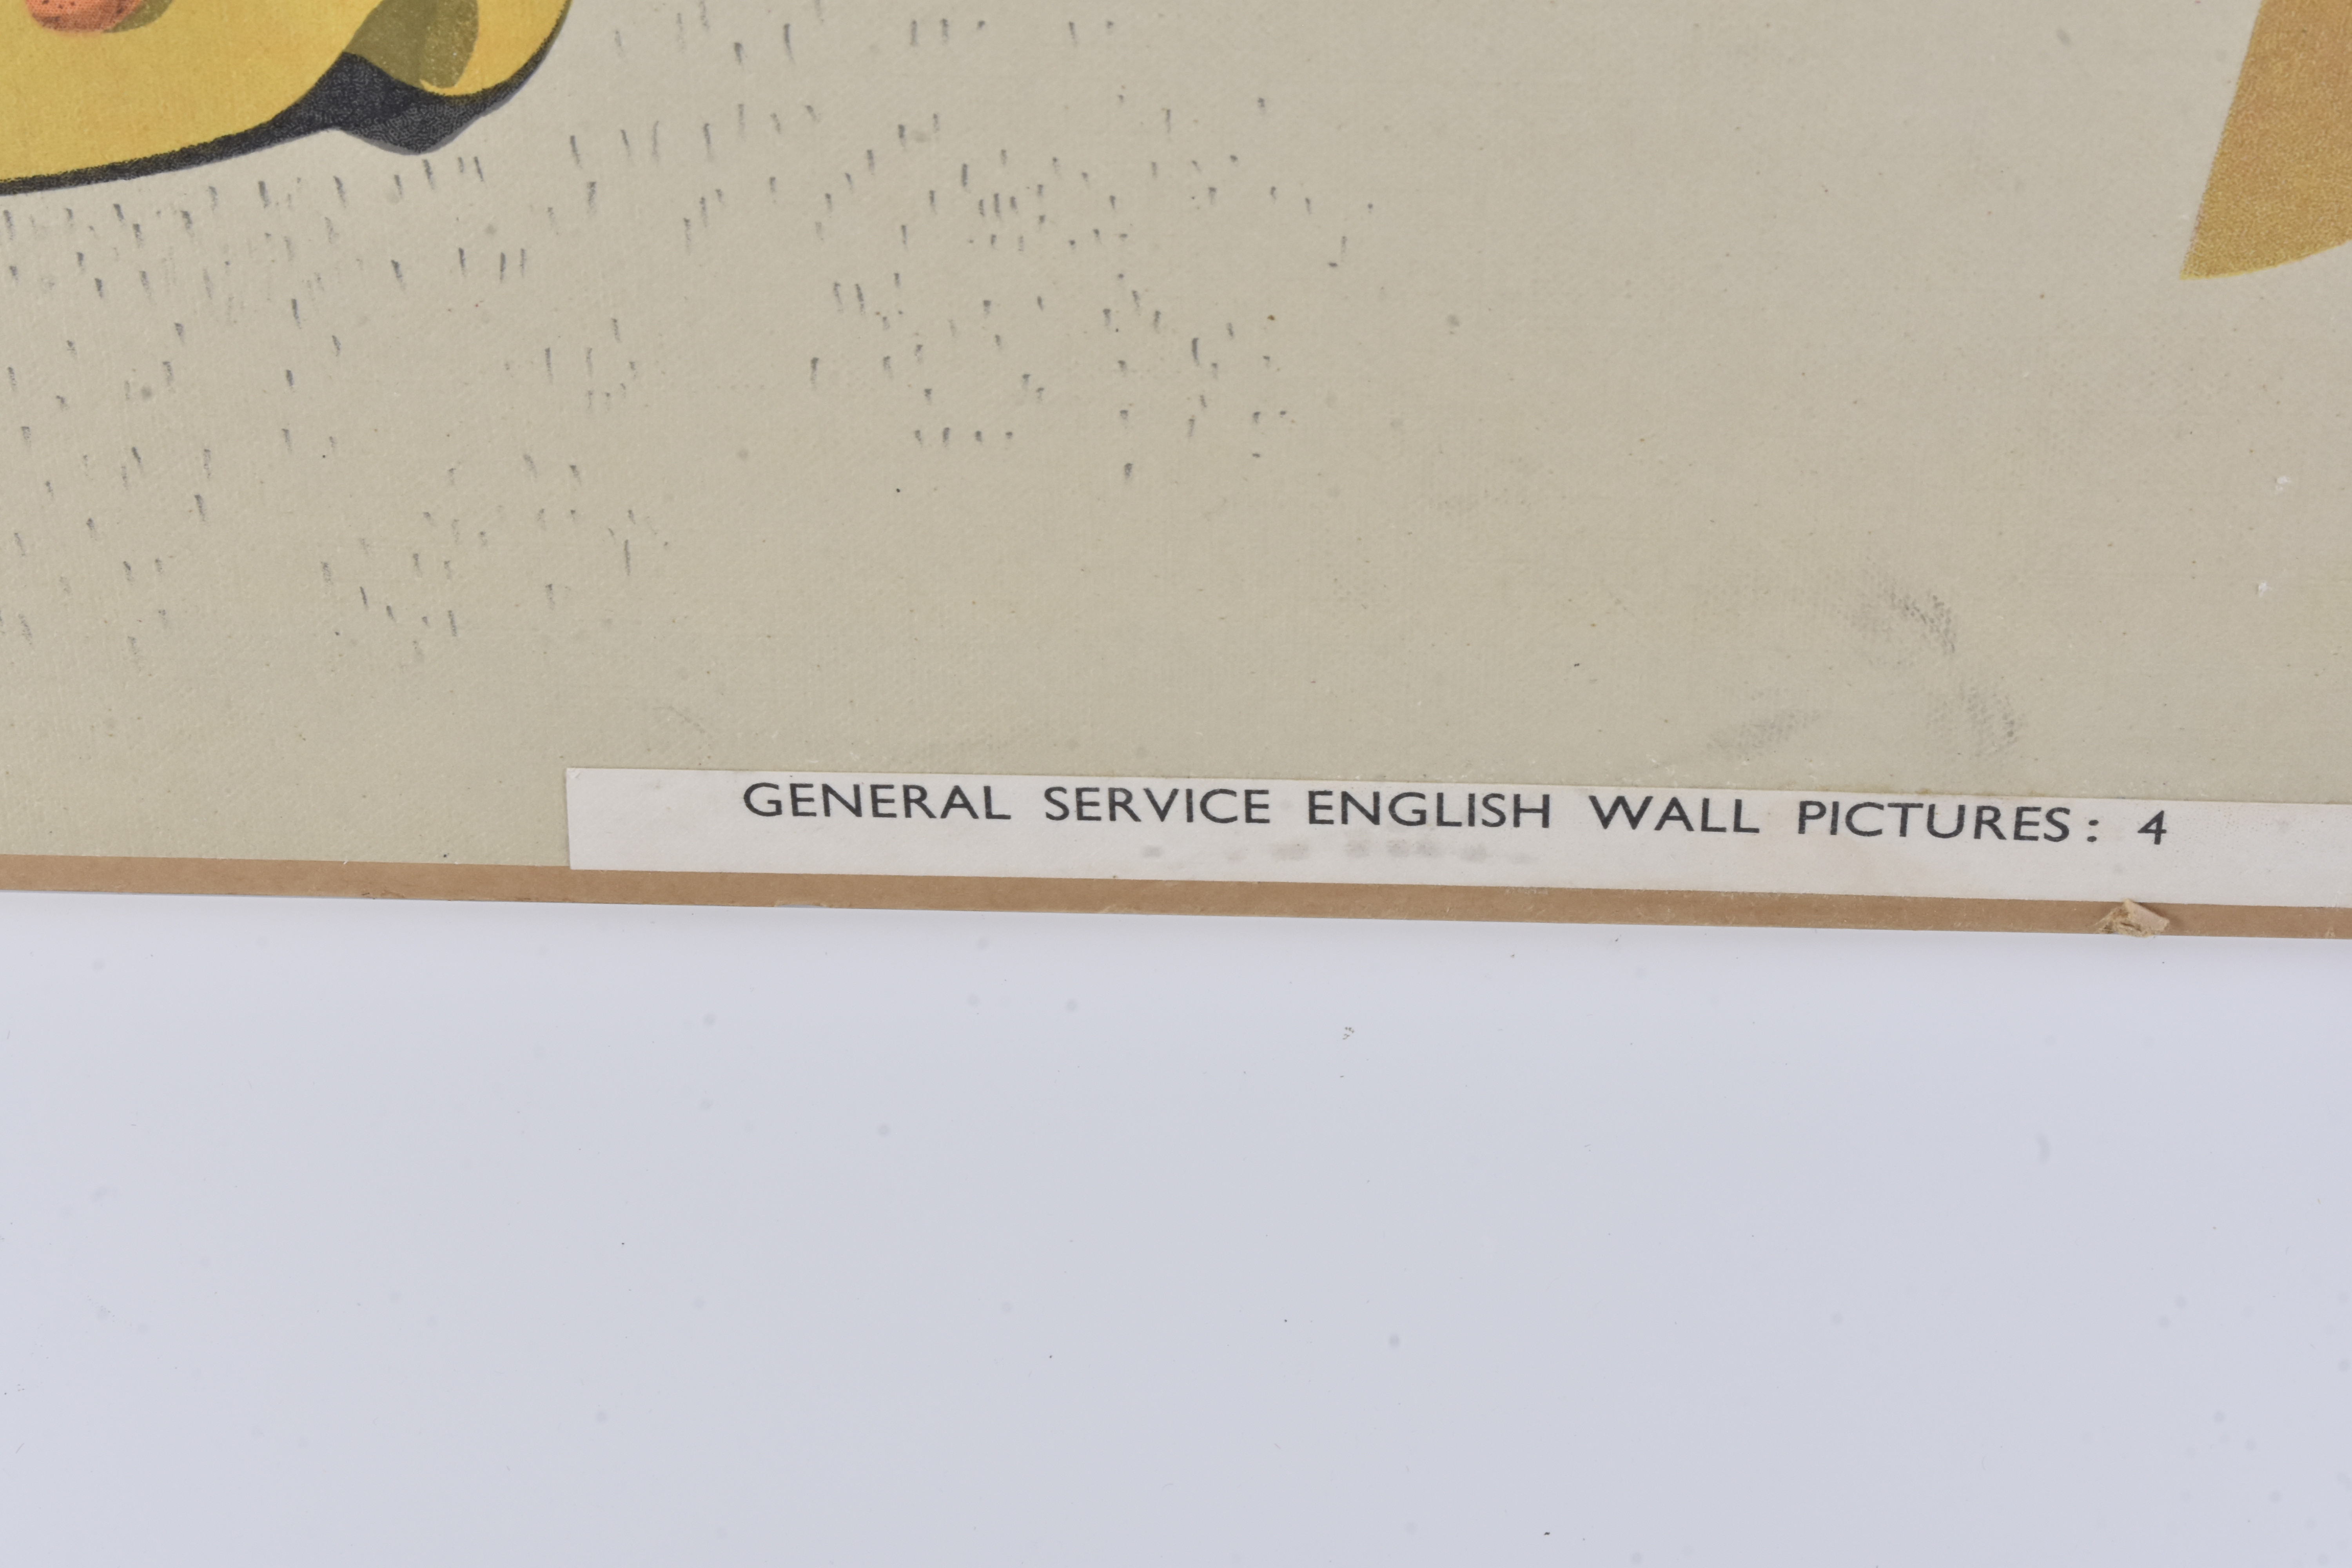 GENERAL SERVICE ENGLISH WALL PICTURES: 4